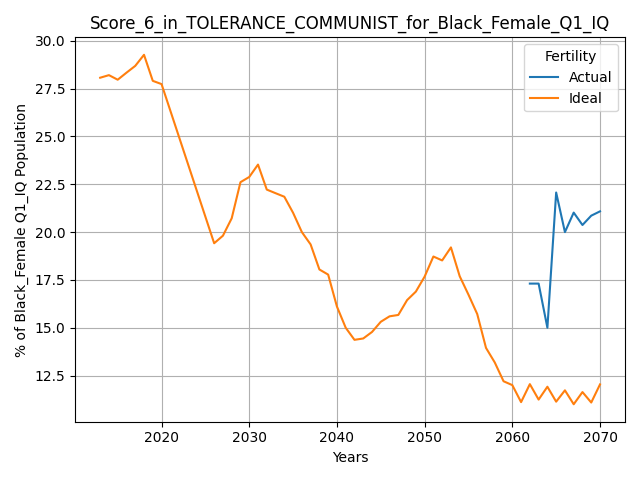 Score_6_in_TOLERANCE_COMMUNIST_for_Black_Female_Q1_IQ
Fertility
Actual
Ideal
% of Black_Female Q1_IQ Population
30.0
27.5
25.0
22.5
20.0
17.5
15.0
12.5
2020 2030 2040 2050 2060 2070
Years